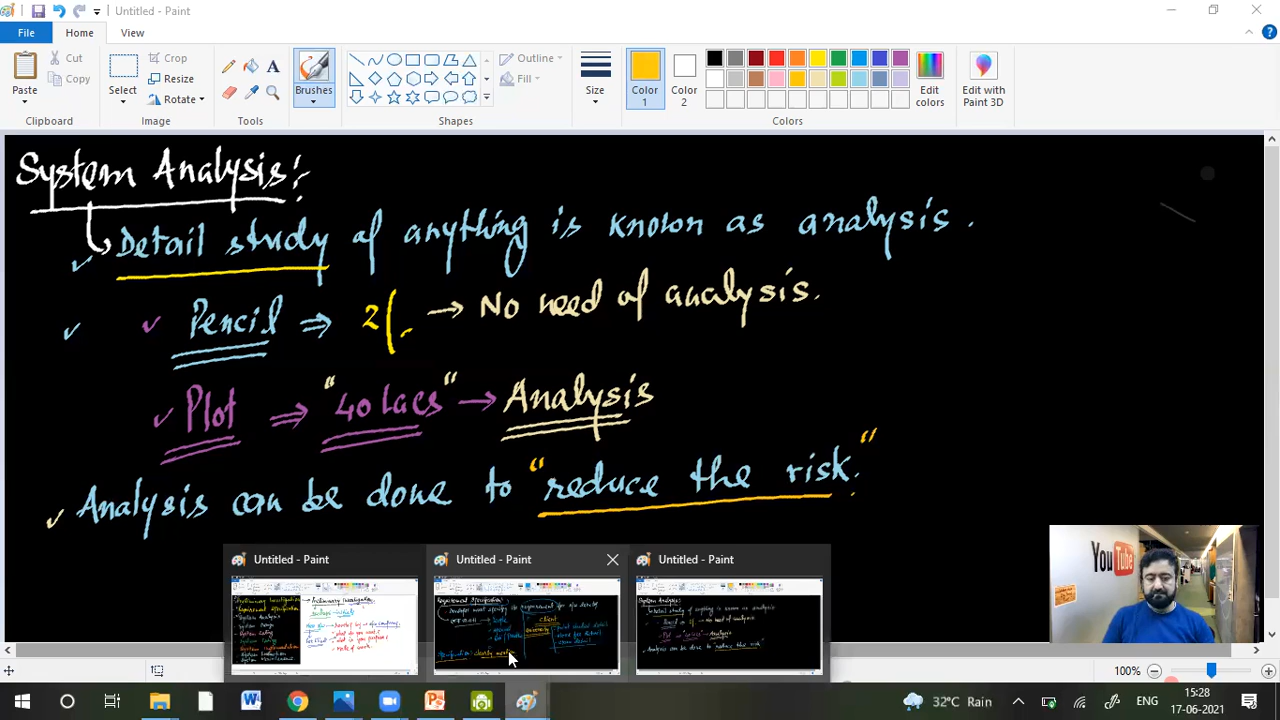 Untitled - Paint
File Home View
Paste
Cut
Copy
Clipboard
Select
Crop
Resize
Rotate
Image
A
Tools
Brushes
Outline
Fill
Shapes
Size
Color 1
Color 2
Edit colors
Colors
Edit with Paint 3D
System Analysis:-
Detail study of anything is known as analysis.
Pencil ⇒ 2/- → No need of analysis.
Plot ⇒ "40 Lacs" → Analysis
Analysis can be done to "reduce the risk."
Untitled - Paint
Untitled - Paint
Untitled - Paint
You Tube
100%
32°C Rain
ENG
15:28
17-06-2021